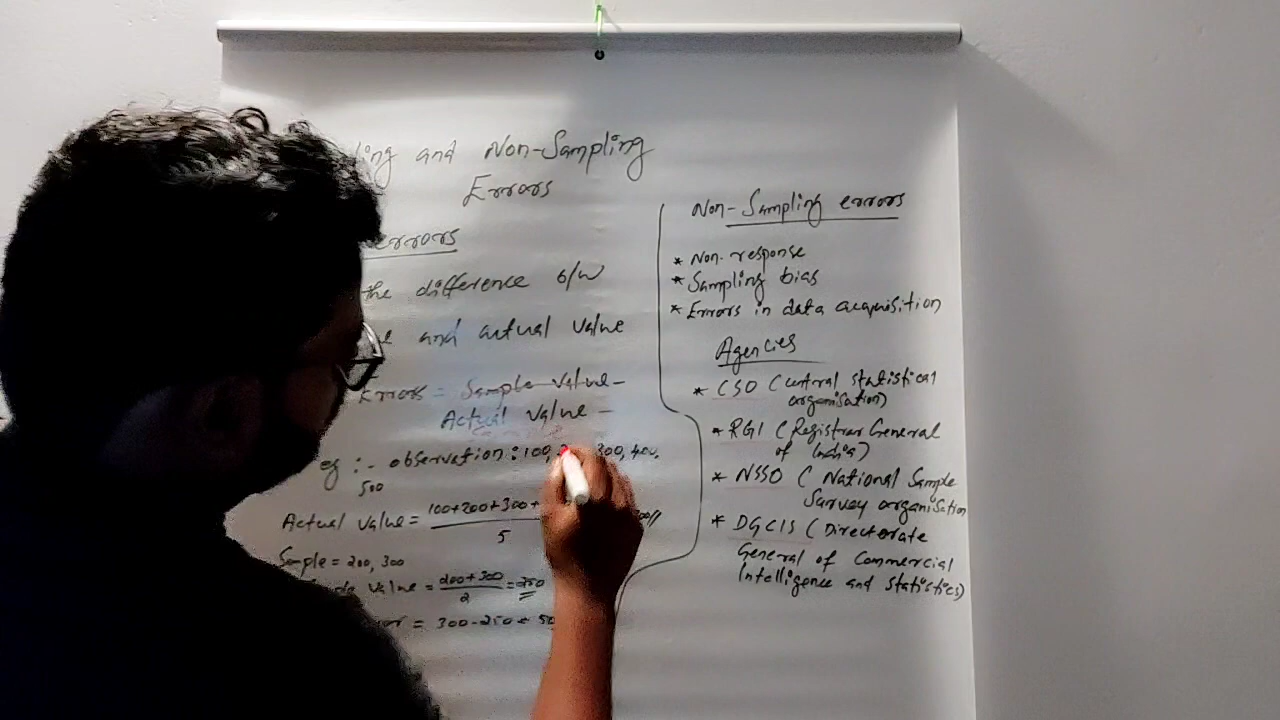 and Non-Sampling
Errors
errors
the difference b/w
and actual value
Errors = Sample value -
Actual value -
eg :- observation : 100, 300, 400,
500
Actual value = 100+200+300+
5
Sample = 200, 300
value = 200+300 = 250
2
= 300-250 = 50
Non-Sampling errors
* Non-response
* Sampling bias
* Errors in data acquisition
Agencies
* CSO (Central Statistical
organisation)
* RGI (Registrar General
of India)
* NSSO (National Sample
Survey organisation
* DGCIS (Directorate
General of Commercial
Intelligence and Statistics)